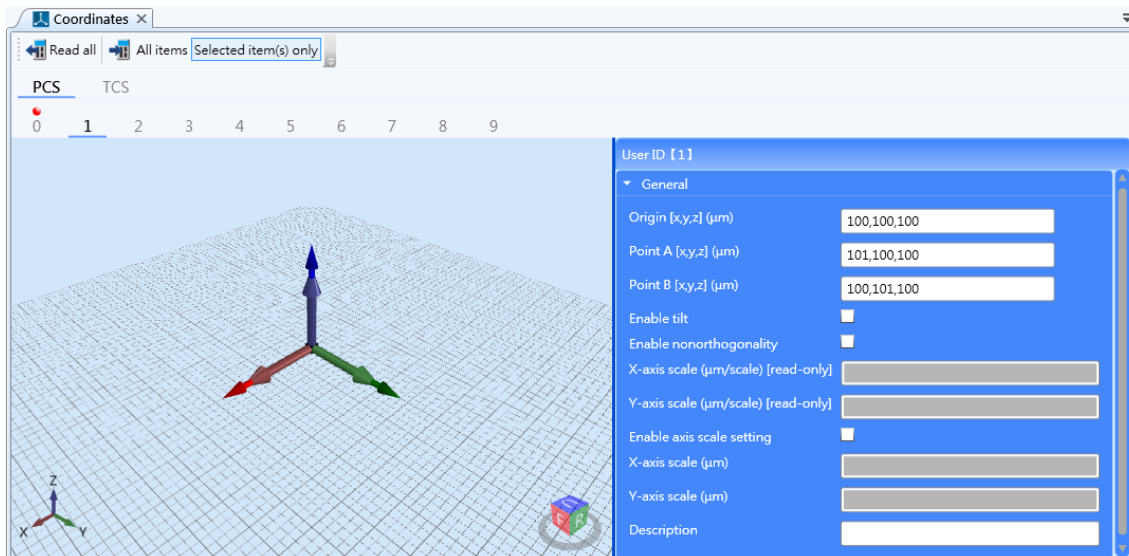 Coordinates
Read all All items Selected item(s) only
PCS TCS
0 1 2 3 4 5 6 7 8 9
User ID【1】
General
Origin [x,y,z] (μm) 100,100,100
Point A [x,y,z] (μm) 101,100,100
Point B [x,y,z] (μm) 100,101,100
Enable tilt
Enable nonorthogonality
X-axis scale (μm/scale) [read-only]
Y-axis scale (μm/scale) [read-only]
Enable axis scale setting
X-axis scale (μm)
Y-axis scale (μm)
Description
Z
X Y
F R